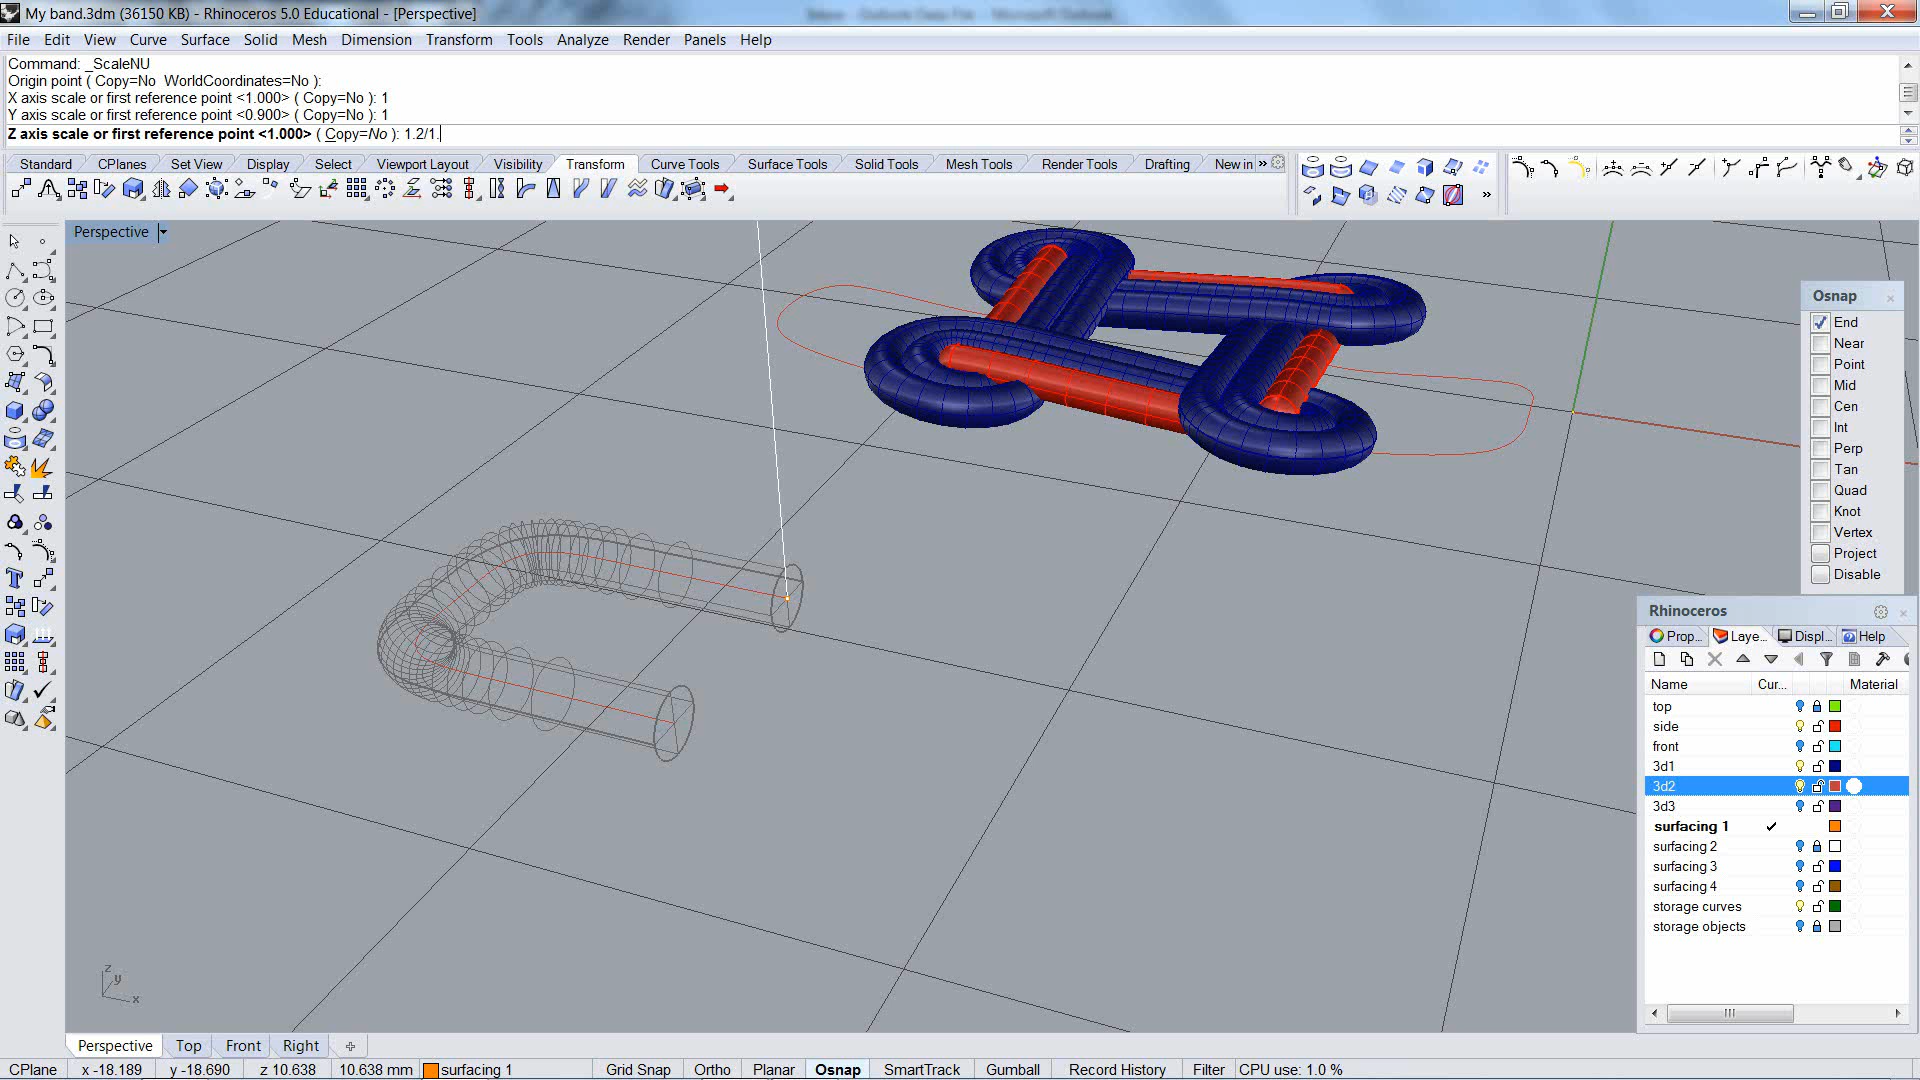 My band.3dm (36150 KB) - Rhinoceros 5.0 Educational - [Perspective]
File Edit View Curve Surface Solid Mesh Dimension Transform Tools Analyze Render Panels Help
Command: _ScaleNU
Origin point ( Copy=No WorldCoordinates=No ):
X axis scale or first reference point <1.000> ( Copy=No ): 1
Y axis scale or first reference point <0.900> ( Copy=No ): 1
Z axis scale or first reference point <1.000> ( Copy=No ): 1.2/1.
Standard CPlanes Set View Display Select Viewport Layout Visibility Transform Curve Tools Surface Tools Solid Tools Mesh Tools Render Tools Drafting New in »
»
Perspective
Osnap
End
Near
Point
Mid
Cen
Int
Perp
Tan
Quad
Knot
Vertex
Project
Disable
Rhinoceros
Prop... Laye... Displ... Help
Name Cur... Material
top
side
front
3d1
3d2
3d3
surfacing 1
surfacing 2
surfacing 3
surfacing 4
storage curves
storage objects
z
y
x
Perspective Top Front Right
CPlane x -18.189 y -18.690 z 10.638 10.638 mm surfacing 1 Grid Snap Ortho Planar Osnap SmartTrack Gumball Record History Filter CPU use: 1.0 %